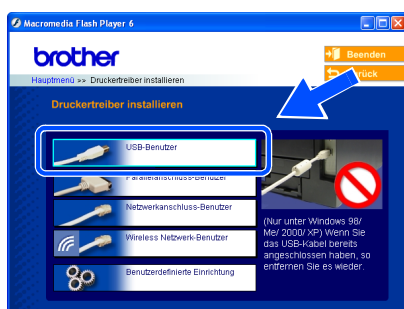 Macromedia Flash Player 6
brother
Beenden
Hauptmenü >> Druckertreiber installieren
Druckertreiber installieren
USB-Benutzer
Parallelanschluss-Benutzer
Netzwerkanschluss-Benutzer
Wireless Netzwerk-Benutzer
Benutzerdefinierte Einrichtung
(Nur unter Windows 98/
Me/ 2000/ XP) Wenn Sie
das USB-Kabel bereits
angeschlossen haben, so
entfernen Sie es wieder.